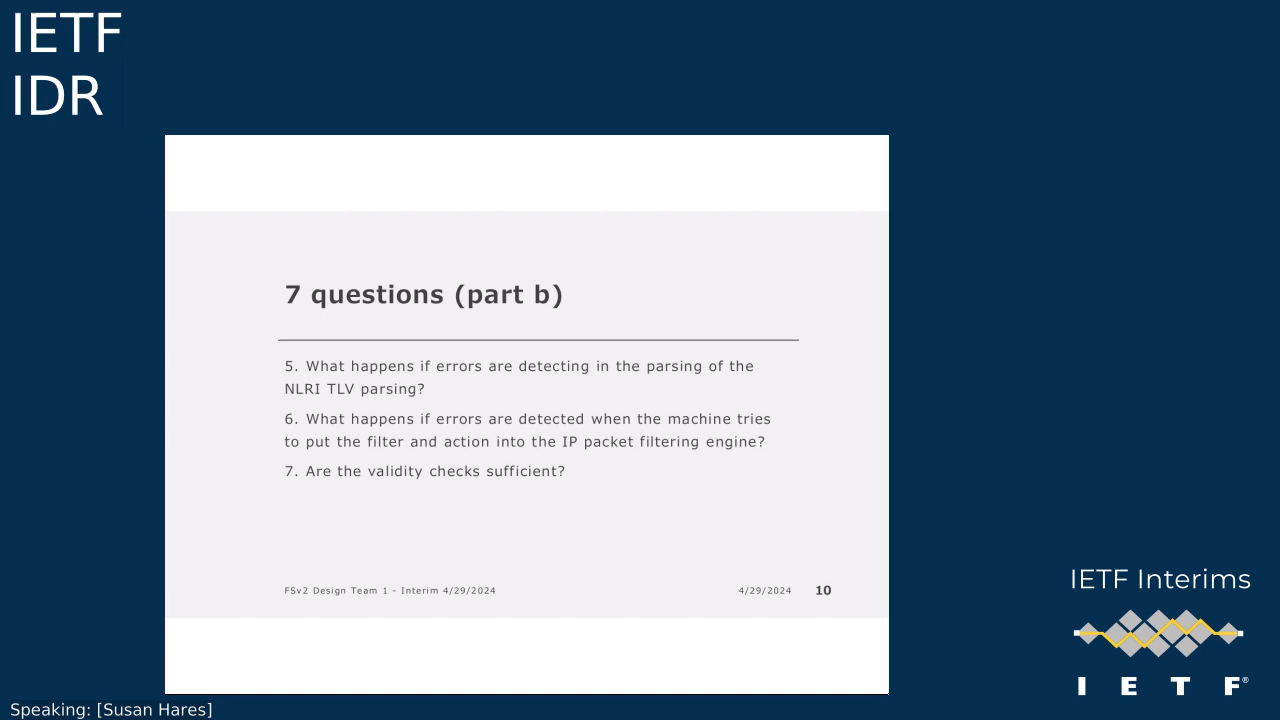 IETF
IDR
7 questions (part b)
5. What happens if errors are detecting in the parsing of the
NLRI TLV parsing?
6. What happens if errors are detected when the machine tries
to put the filter and action into the IP packet filtering engine?
7. Are the validity checks sufficient?
FSv2 Design Team 1 - Interim 4/29/2024
4/29/2024
10
IETF Interims
I E T F®
Speaking: [Susan Hares]